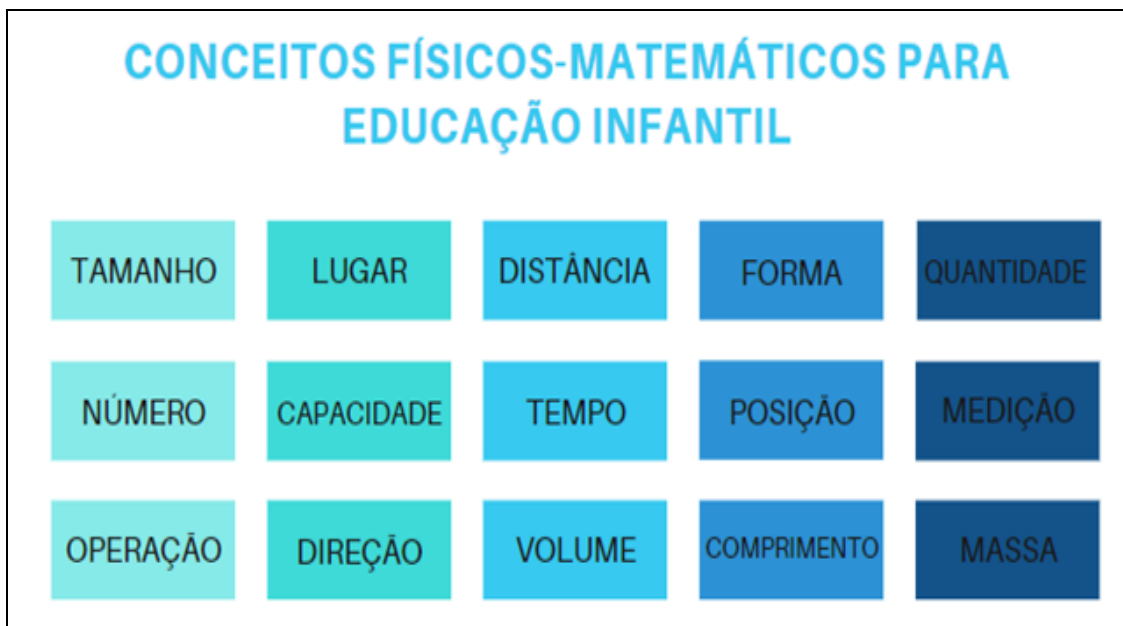 CONCEITOS FÍSICOS-MATEMÁTICOS PARA
EDUCAÇÃO INFANTIL
TAMANHO LUGAR DISTÂNCIA FORMA QUANTIDADE
NÚMERO CAPACIDADE TEMPO POSIÇÃO MEDIÇÃO
OPERAÇÃO DIREÇÃO VOLUME COMPRIMENTO MASSA